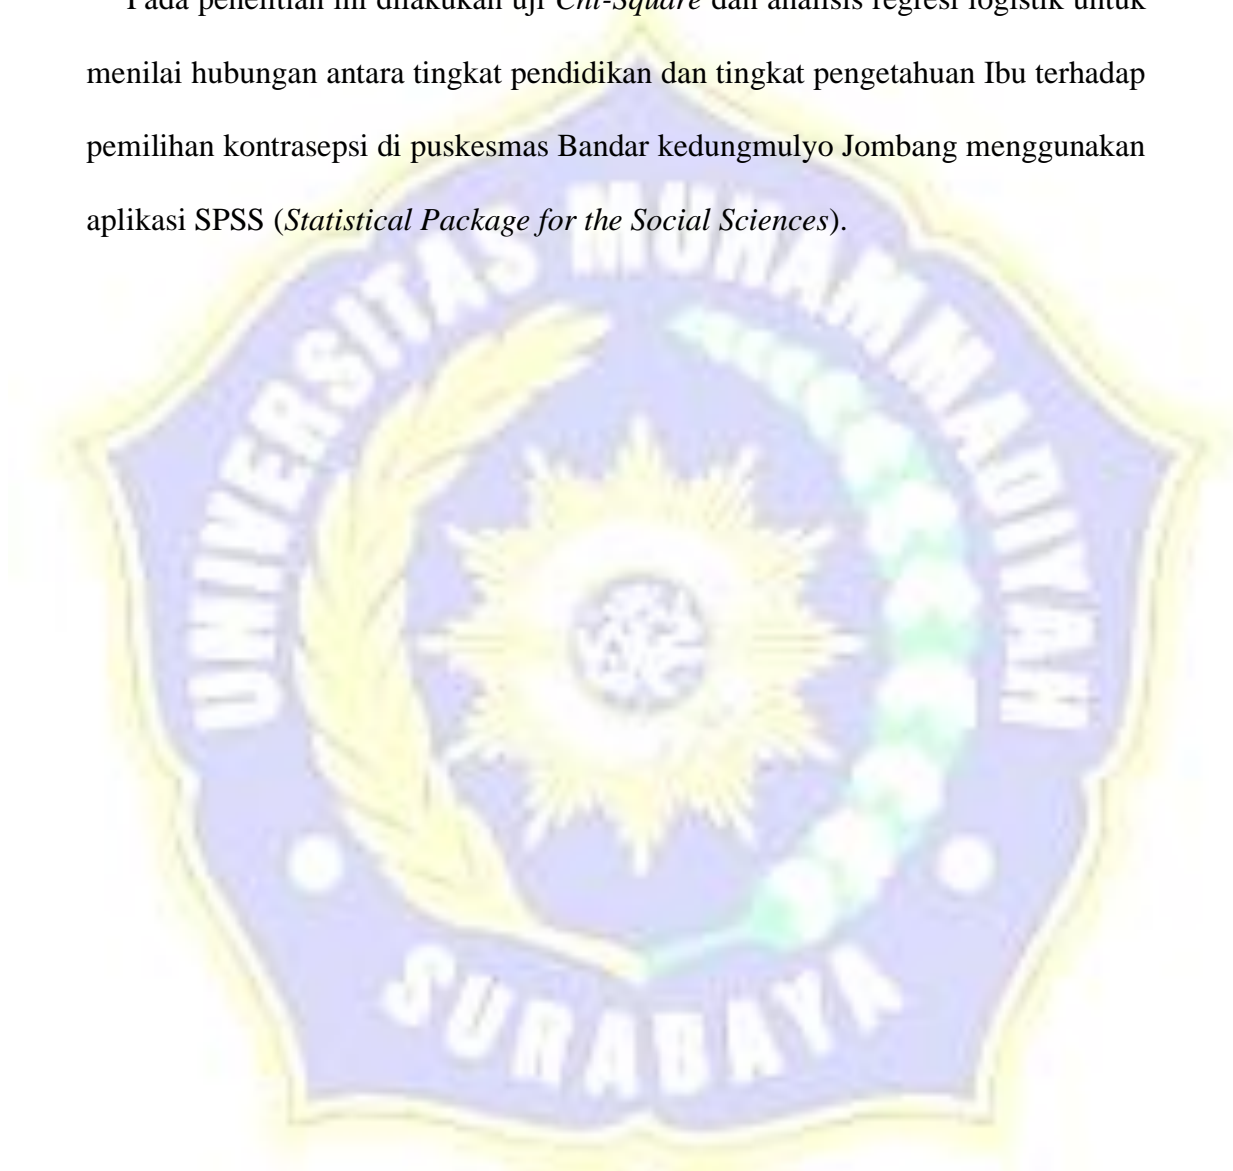 Pada penelitian ini dilakukan uji Chi-Square dan analisis regresi logistik untuk
menilai hubungan antara tingkat pendidikan dan tingkat pengetahuan Ibu terhadap
pemilihan kontrasepsi di puskesmas Bandar kedungmulyo Jombang menggunakan
aplikasi SPSS (Statistical Package for the Social Sciences).
UNIVERSITAS MUHAMMADIYAH
SURABAYA